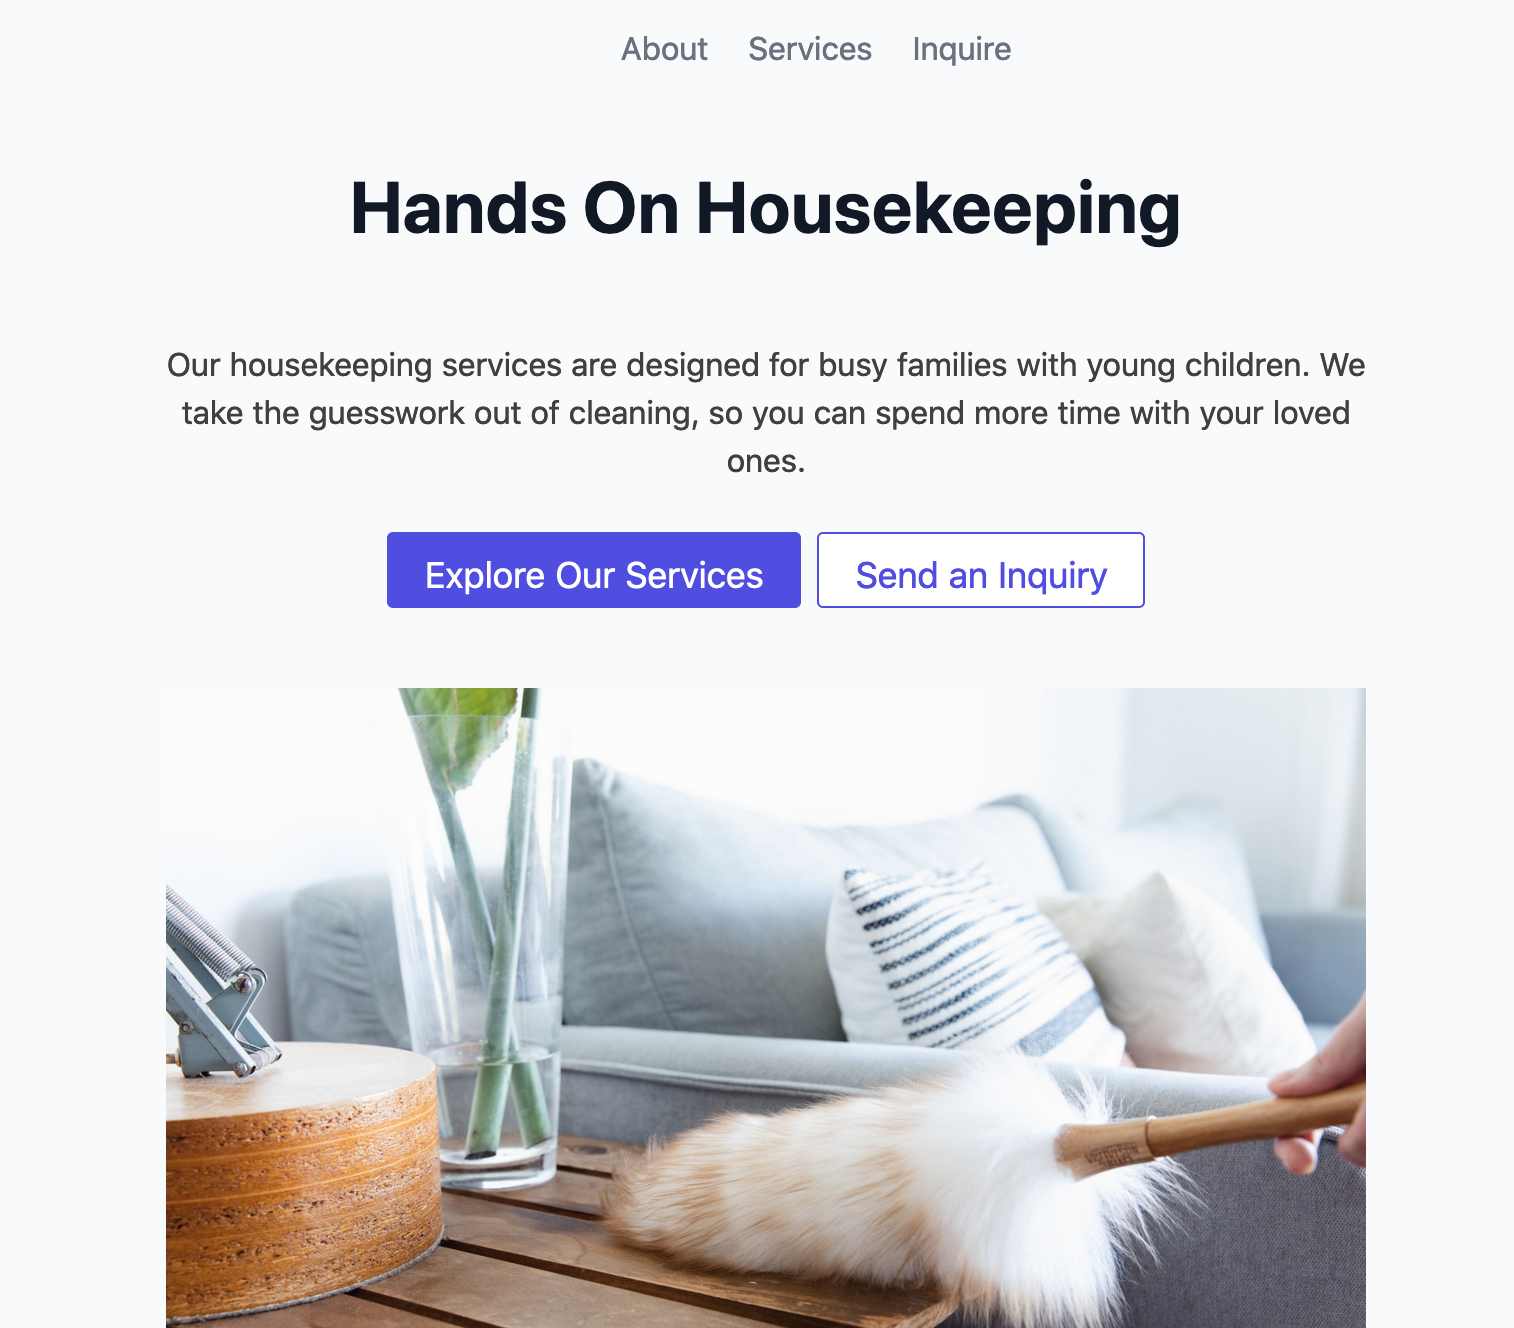 About Services Inquire
Hands On Housekeeping
Our housekeeping services are designed for busy families with young children. We
take the guesswork out of cleaning, so you can spend more time with your loved
ones.
Explore Our Services Send an Inquiry